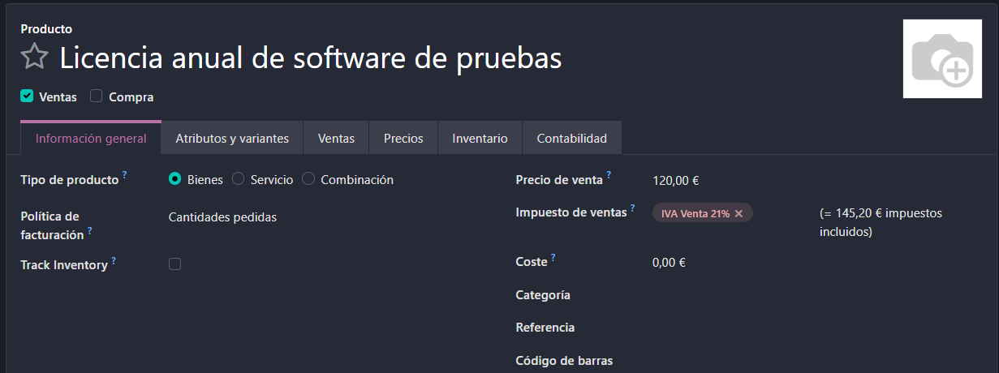 Producto
Licencia anual de software de pruebas
Ventas Compra
Información general Atributos y variantes Ventas Precios Inventario Contabilidad
Tipo de producto ? Bienes Servicio Combinación
Política de
facturación ? Cantidades pedidas
Track Inventory ?
Precio de venta ? 120,00 €
Impuesto de ventas ? IVA Venta 21% × (= 145,20 € impuestos
incluidos)
Coste ? 0,00 €
Categoría
Referencia
Código de barras